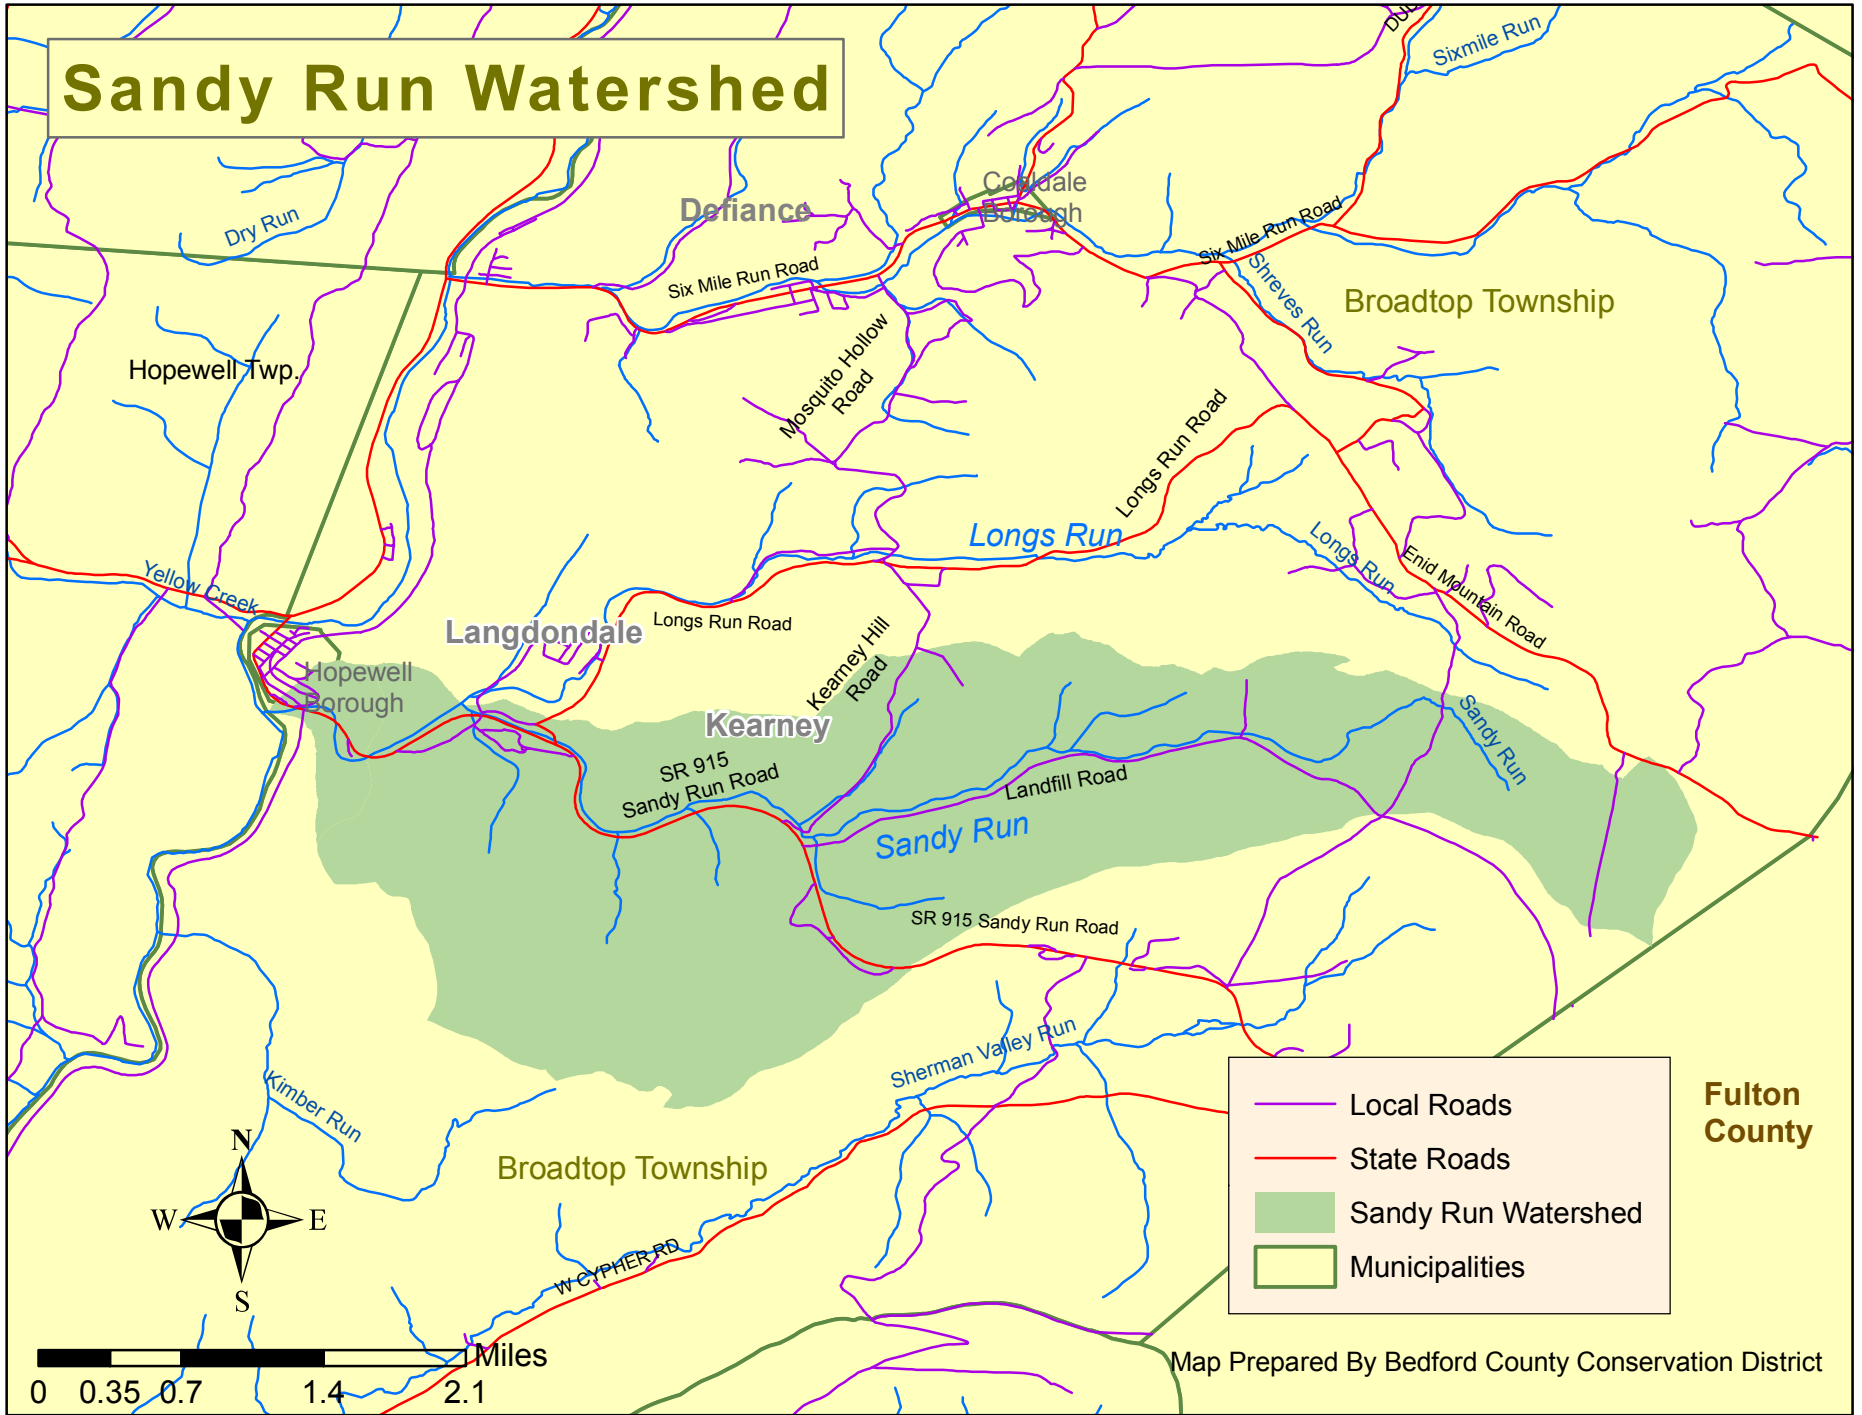 Sandy Run Watershed
Sixmile Run
Dry Run
Defiance
Coaldale
Borough
Six Mile Run Road
Six Mile Run Road
Shreves Run
Broadtop Township
Hopewell Twp.
Mosquito Hollow
Road
Longs Run Road
Longs Run
Longs Run
Enid Mountain Road
Yellow Creek
Langdondale
Longs Run Road
Kearney Hill
Road
Hopewell
Borough
Kearney
Sandy Run
SR 915
Sandy Run Road
Landfill Road
Sandy Run
SR 915 Sandy Run Road
Sherman Valley Run
Kimber Run
Broadtop Township
W CYPHER RD
N
W
E
S
Local Roads
State Roads
Sandy Run Watershed
Municipalities
Fulton
County
Miles
0 0.35 0.7 1.4 2.1
Map Prepared By Bedford County Conservation District